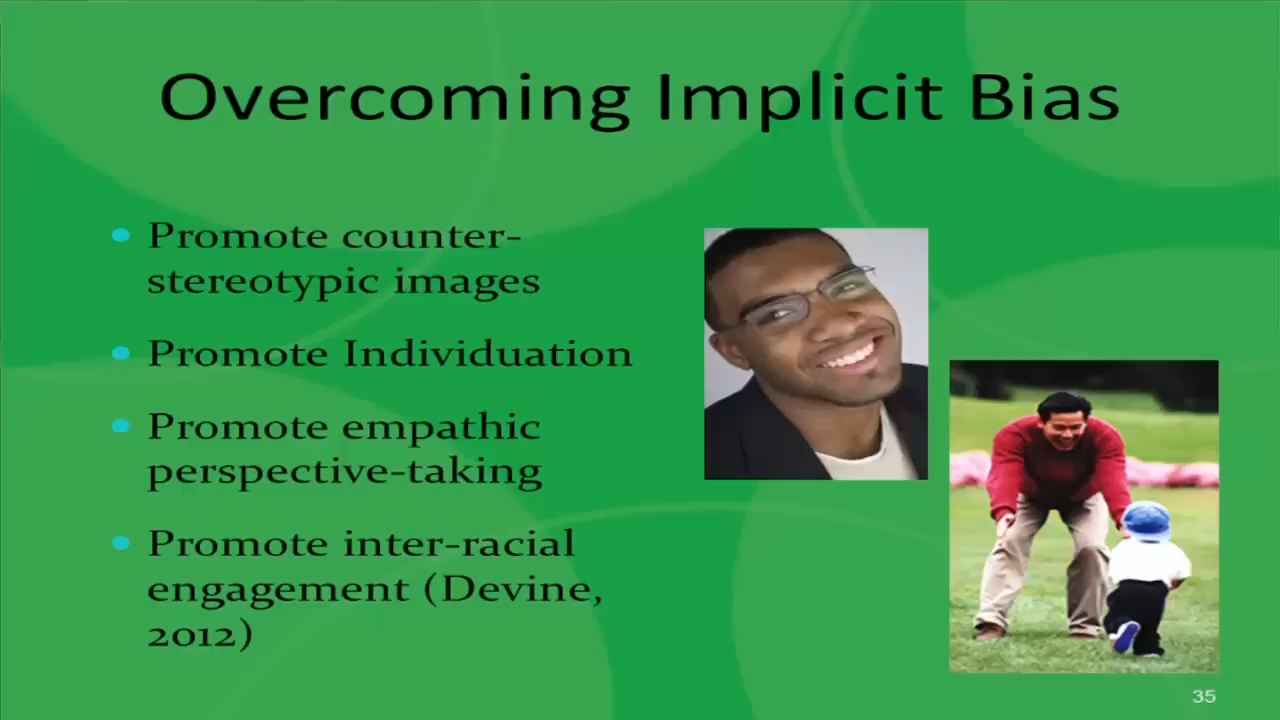 Overcoming Implicit Bias
• Promote counter-
stereotypic images
• Promote Individuation
• Promote empathic
perspective-taking
• Promote inter-racial
engagement (Devine,
2012)
35